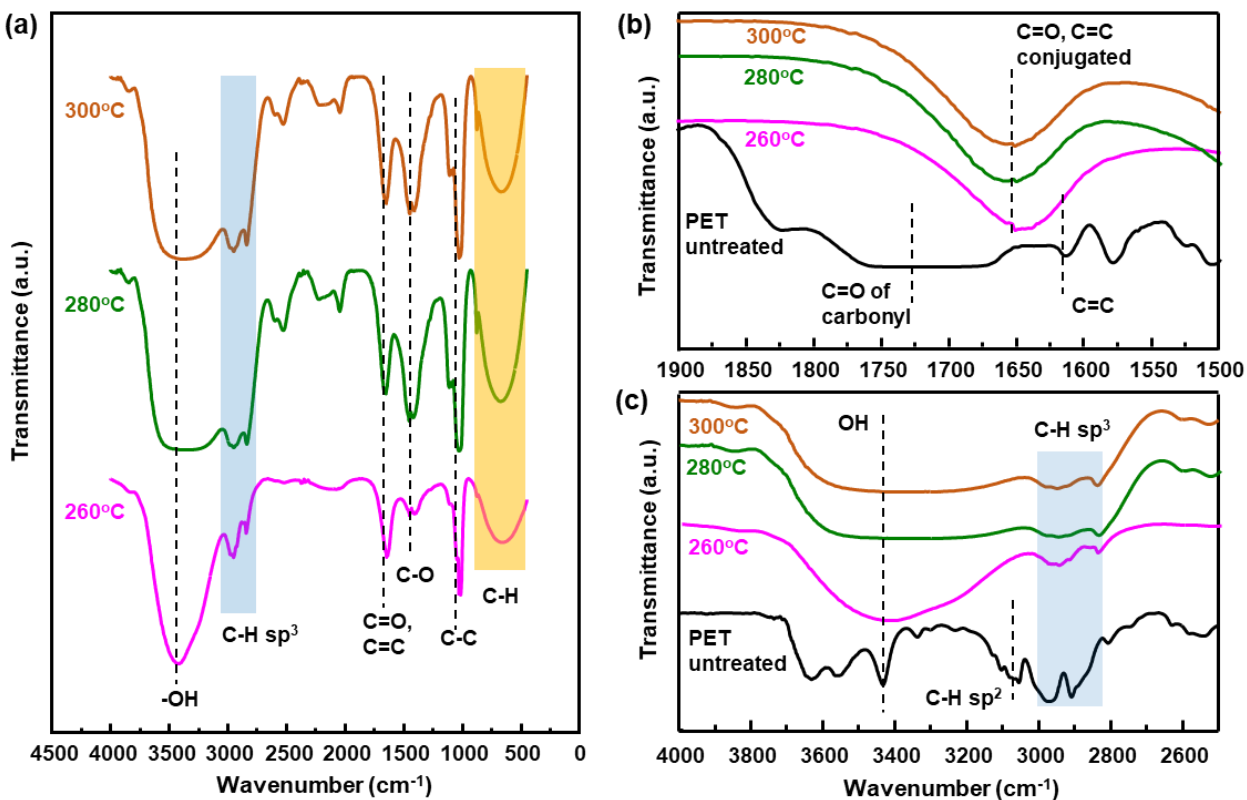 (a)
300°C
280°C
260°C
C-H sp³
-OH
C=O,
C=C
C-O
C-C
C-H
Transmittance (a.u.)
4500 4000 3500 3000 2500 2000 1500 1000 500 0
Wavenumber (cm⁻¹)
(b)
300°C
280°C
260°C
C=O, C=C
conjugated
PET
untreated
C=O of
carbonyl
C=C
Transmittance (a.u.)
1900 1850 1800 1750 1700 1650 1600 1550 1500
(c)
300°C
280°C
260°C
OH
C-H sp³
PET
untreated
C-H sp²
Transmittance (a.u.)
4000 3800 3600 3400 3200 3000 2800 2600
Wavenumber (cm⁻¹)